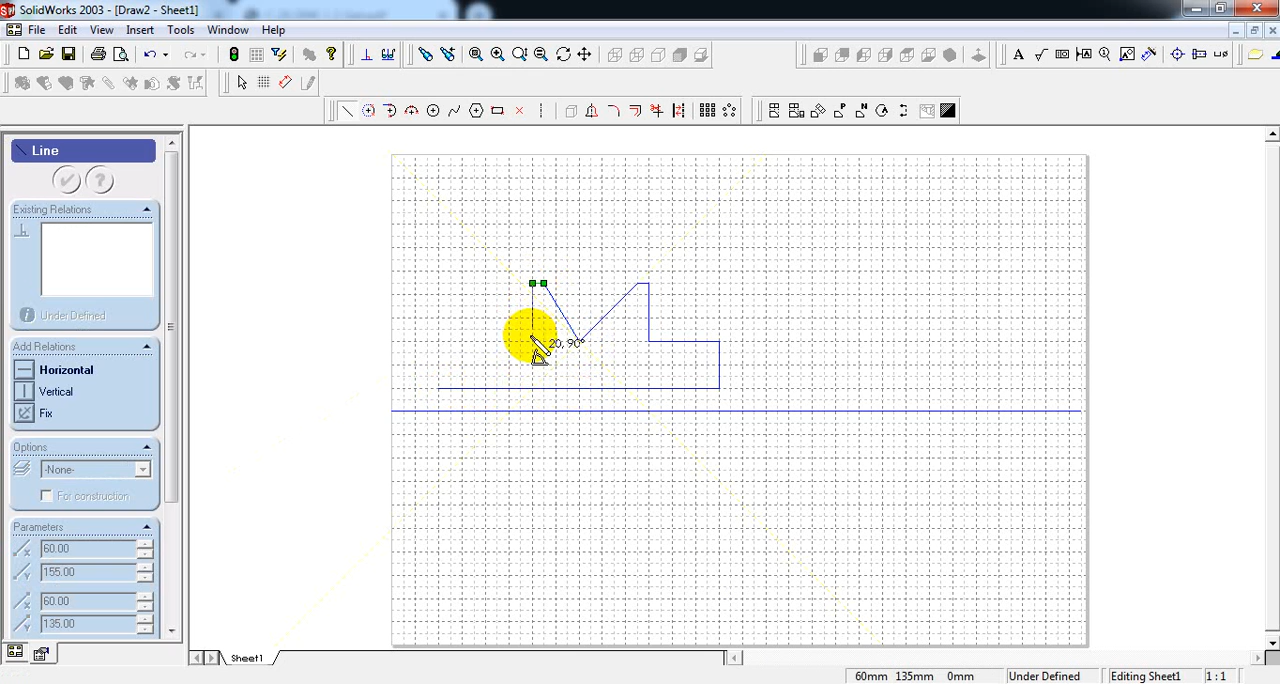 SolidWorks 2003 - [Draw2 - Sheet1]
File Edit View Insert Tools Window Help
Line
Existing Relations
Under Defined
Add Relations
Horizontal
Vertical
Fix
Options
-None-
For construction
Parameters
60.00
155.00
60.00
135.00
20, 90°
Sheet1
60mm 135mm 0mm Under Defined Editing Sheet1 1 : 1